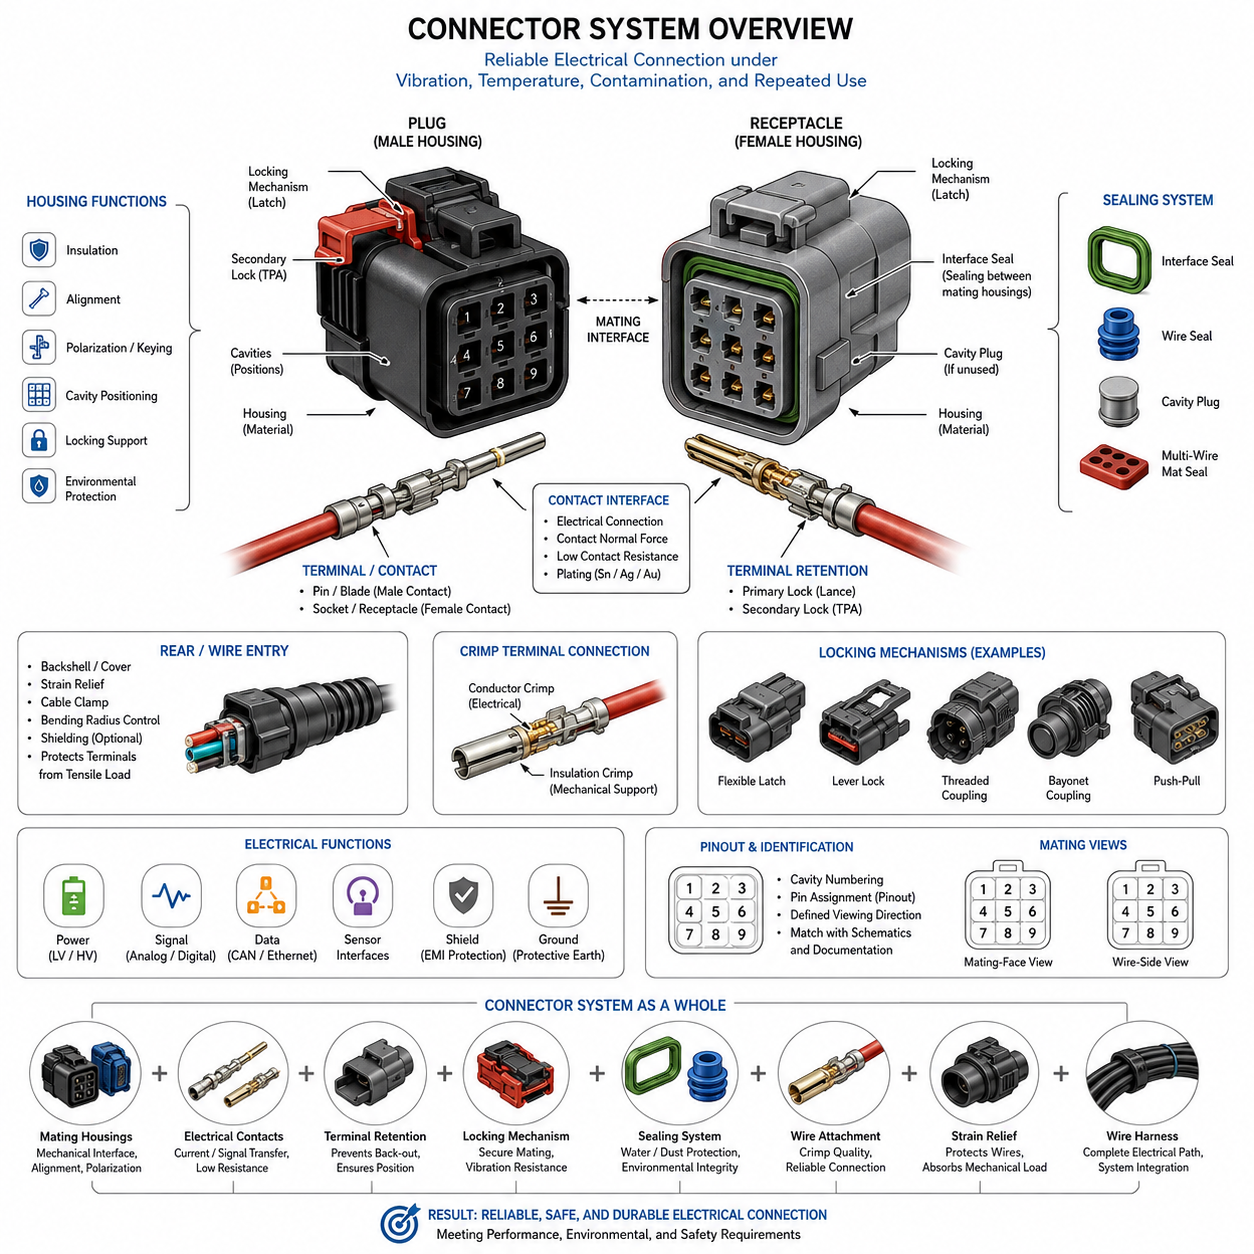 CONNECTOR SYSTEM OVERVIEW
Reliable Electrical Connection under
Vibration, Temperature, Contamination, and Repeated Use
PLUG
(MALE HOUSING)
RECEPTACLE
(FEMALE HOUSING)
HOUSING FUNCTIONS
Insulation
Alignment
Polarization / Keying
Cavity Positioning
Locking Support
Environmental
Protection
Locking
Mechanism
(Latch)
Secondary
Lock (TPA)
Cavities
(Positions)
Housing
(Material)
1 2 3
4 5 6
7 8 9
MATING
INTERFACE
Locking
Mechanism
(Latch)
Interface Seal
(Sealing between
mating housings)
Cavity Plug
(If unused)
Housing
(Material)
SEALING SYSTEM
Interface Seal
Wire Seal
Cavity Plug
Multi-Wire
Mat Seal
CONTACT INTERFACE
• Electrical Connection
• Contact Normal Force
• Low Contact Resistance
• Plating (Sn / Ag / Au)
TERMINAL / CONTACT
• Pin / Blade (Male Contact)
• Socket / Receptacle (Female Contact)
TERMINAL RETENTION
• Primary Lock (Lance)
• Secondary Lock (TPA)
REAR / WIRE ENTRY
• Backshell / Cover
• Strain Relief
• Cable Clamp
• Bending Radius Control
• Shielding (Optional)
• Protects Terminals
from Tensile Load
CRIMP TERMINAL CONNECTION
Conductor Crimp
(Electrical)
Insulation Crimp
(Mechanical Support)
LOCKING MECHANISMS (EXAMPLES)
Flexible Latch
Lever Lock
Threaded
Coupling
Bayonet
Coupling
Push-Pull
ELECTRICAL FUNCTIONS
Power
(LV / HV)
Signal
(Analog / Digital)
Data
(CAN / Ethernet)
Sensor
Interfaces
Shield
(EMI Protection)
Ground
(Protective Earth)
PINOUT & IDENTIFICATION
1 2 3
4 5 6
7 8 9
• Cavity Numbering
• Pin Assignment (Pinout)
• Defined Viewing Direction
• Match with Schematics
and Documentation
MATING VIEWS
1 2 3
4 5 6
7 8 9
Mating-Face View
1 2 3
4 5 6
7 8 9
Wire-Side View
CONNECTOR SYSTEM AS A WHOLE
+ + + + + + +
Mating Housings
Mechanical Interface,
Alignment, Polarization
Electrical Contacts
Current / Signal Transfer,
Low Resistance
Terminal Retention
Prevents Back-out,
Ensures Position
Locking Mechanism
Secure Mating,
Vibration Resistance
Sealing System
Water / Dust Protection,
Environmental Integrity
Wire Attachment
Crimp Quality,
Reliable Connection
Strain Relief
Protects Wires,
Absorbs Mechanical Load
Wire Harness
Complete Electrical Path,
System Integration
RESULT: RELIABLE, SAFE, AND DURABLE ELECTRICAL CONNECTION
Meeting Performance, Environmental, and Safety Requirements